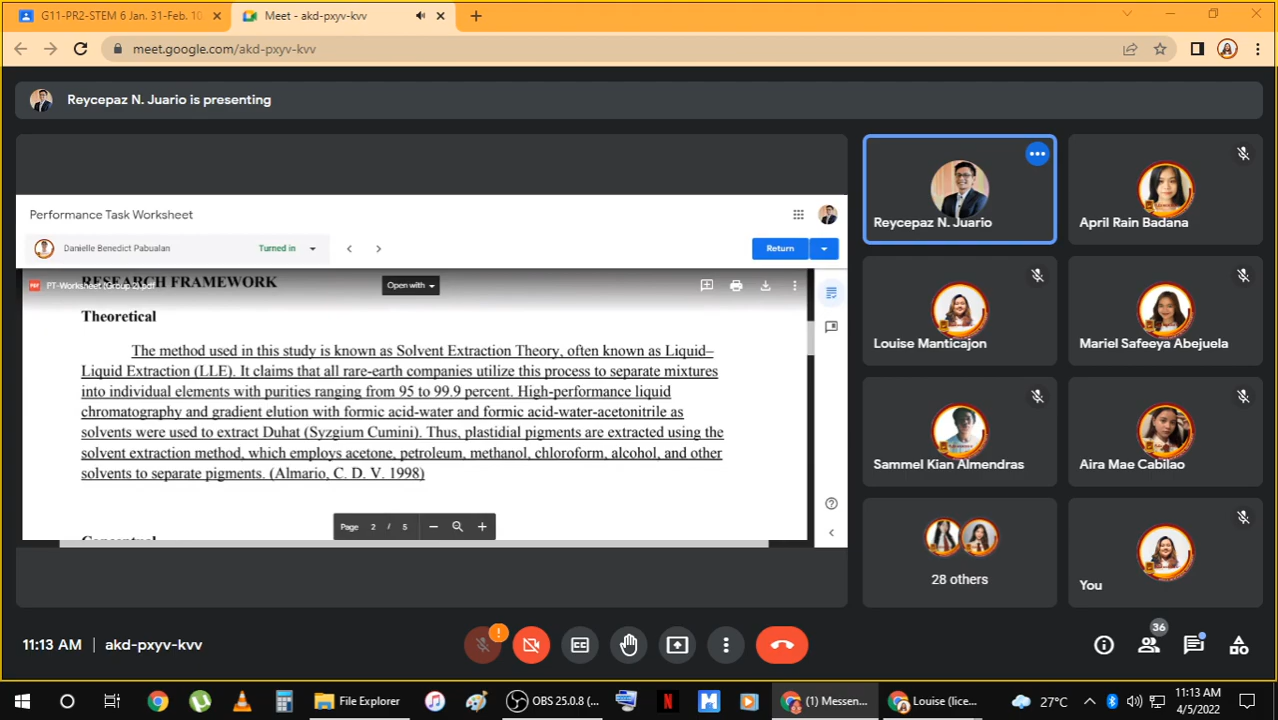 G11-PR2-STEM 6 Jan. 31-Feb. 10
Meet - akd-pxyv-kvv
meet.google.com/akd-pxyv-kvv
Reycepaz N. Juario is presenting
Performance Task Worksheet
Danielle Benedict Pabualan
Turned in
Return
RESEARCH FRAMEWORK
PT-Worksheet (Group 2).pdf
Open with
Theoretical
The method used in this study is known as Solvent Extraction Theory, often known as Liquid–
Liquid Extraction (LLE). It claims that all rare-earth companies utilize this process to separate mixtures
into individual elements with purities ranging from 95 to 99.9 percent. High-performance liquid
chromatography and gradient elution with formic acid-water and formic acid-water-acetonitrile as
solvents were used to extract Duhat (Syzgium Cumini). Thus, plastidial pigments are extracted using the
solvent extraction method, which employs acetone, petroleum, methanol, chloroform, alcohol, and other
solvents to separate pigments. (Almario, C. D. V. 1998)
Conceptual
Page 2 / 5
Reycepaz N. Juario
April Rain Badana
Louise Manticajon
Mariel Safeeya Abejuela
Sammel Kian Almendras
Aira Mae Cabilao
28 others
You
11:13 AM | akd-pxyv-kvv
CC
36
File Explorer
OBS 25.0.8 (...
(1) Messen...
Louise (lice...
27°C
11:13 AM
4/5/2022